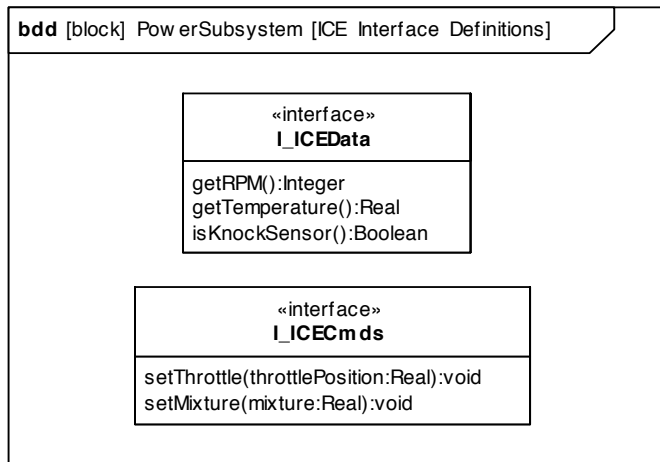 bdd [block] PowerSubsystem [ICE Interface Definitions]
«interface»
I_ICEData
getRPM():Integer
getTemperature():Real
isKnockSensor():Boolean
«interface»
I_ICECmds
setThrottle(throttlePosition:Real):void
setMixture(mixture:Real):void